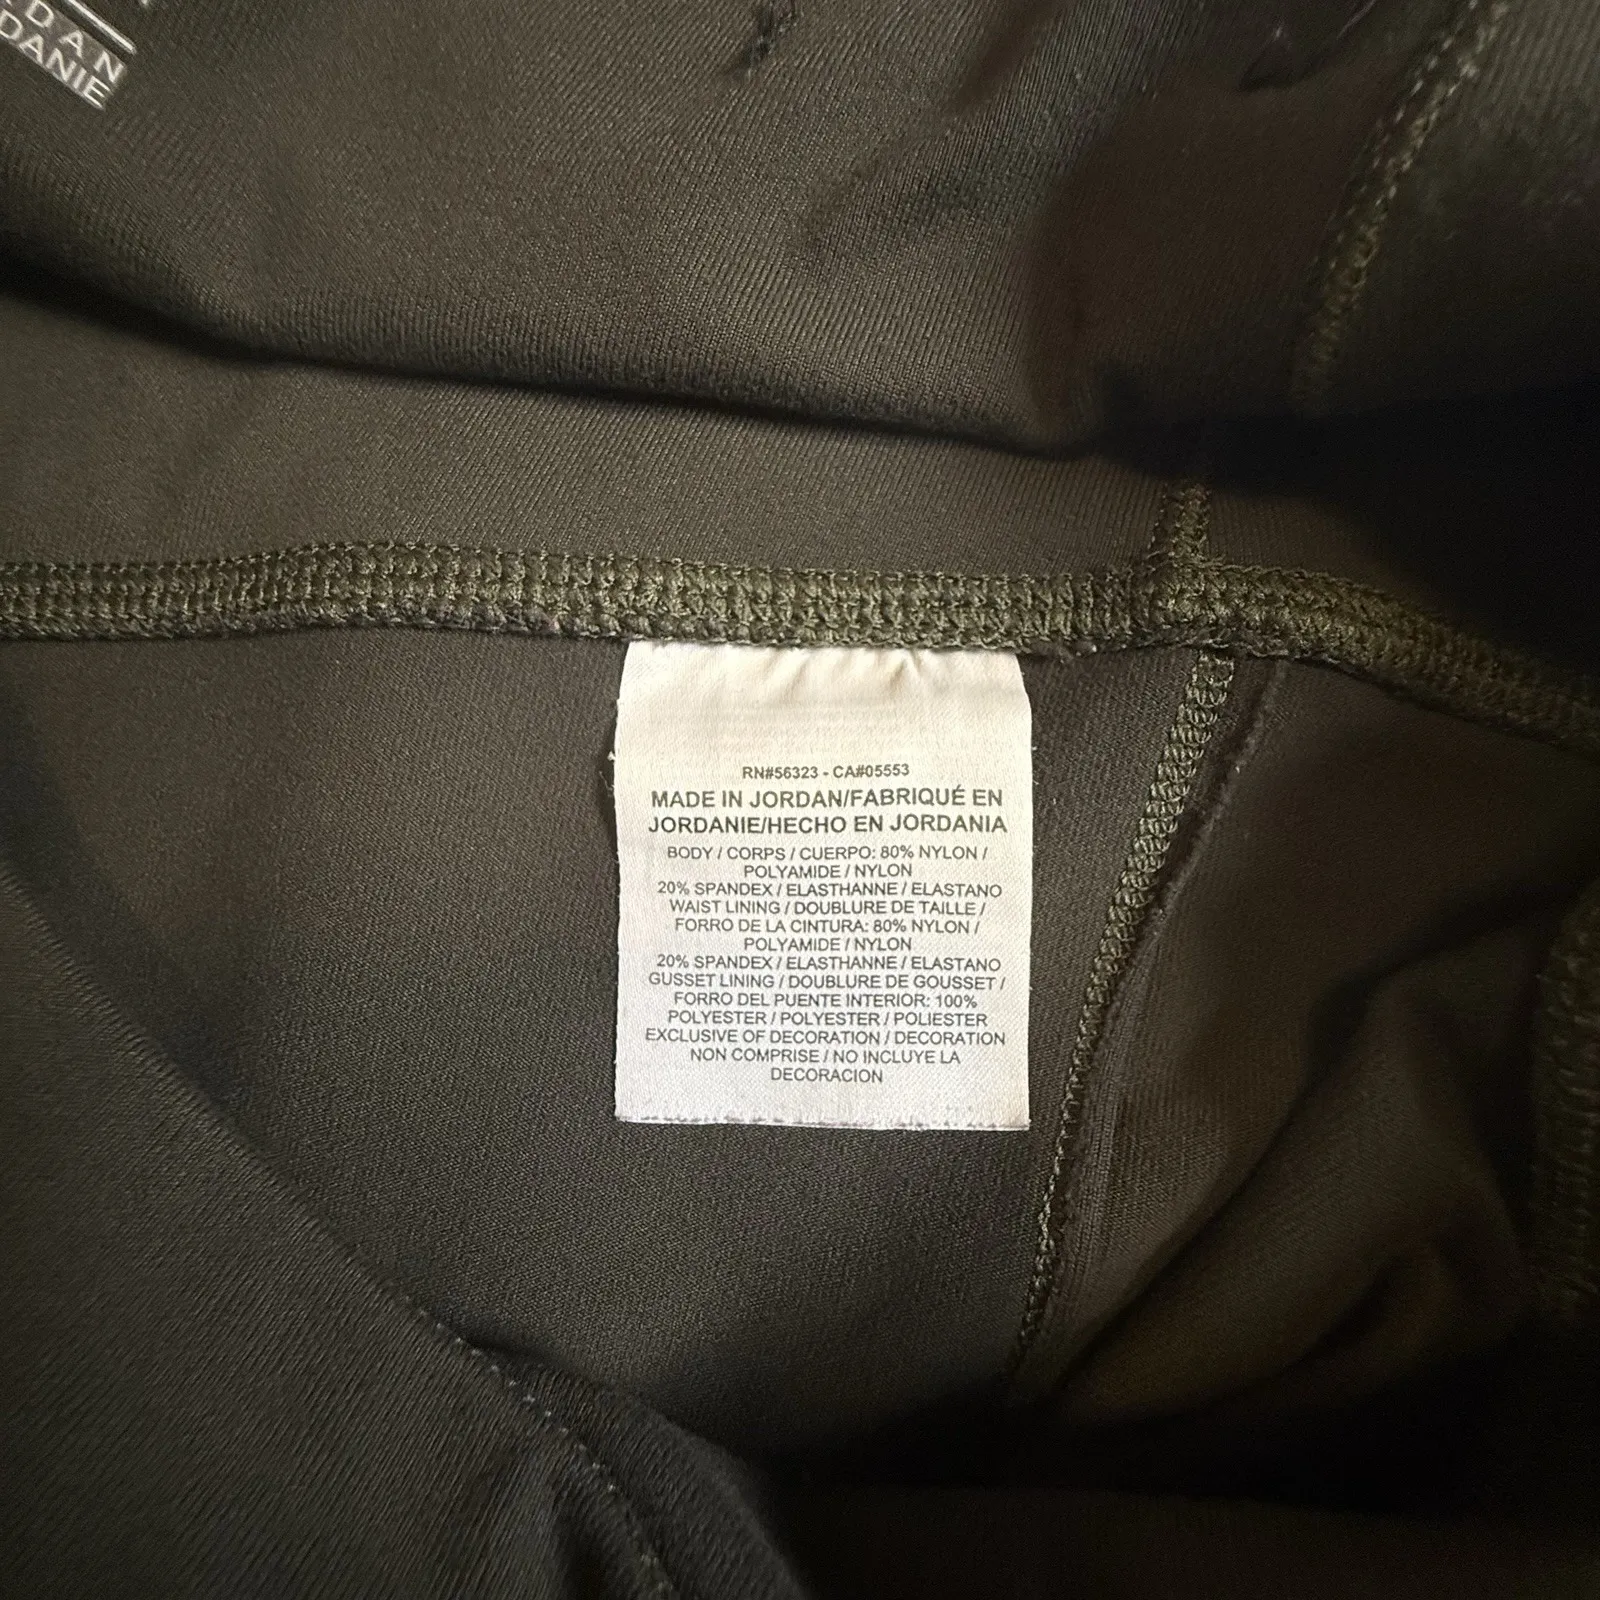 DAN
DANIE
RN#56323 - CA#05553
MADE IN JORDAN/FABRIQUÉ EN
JORDANIE/HECHO EN JORDANIA
BODY / CORPS / CUERPO: 80% NYLON /
POLYAMIDE / NYLON
20% SPANDEX / ELASTHANNE / ELASTANO
WAIST LINING / DOUBLURE DE TAILLE /
FORRO DE LA CINTURA: 80% NYLON /
POLYAMIDE / NYLON
20% SPANDEX / ELASTHANNE / ELASTANO
GUSSET LINING / DOUBLURE DE GOUSSET /
FORRO DEL PUENTE INTERIOR: 100%
POLYESTER / POLYESTER / POLIESTER
EXCLUSIVE OF DECORATION / DECORATION
NON COMPRISE / NO INCLUYE LA
DECORACION